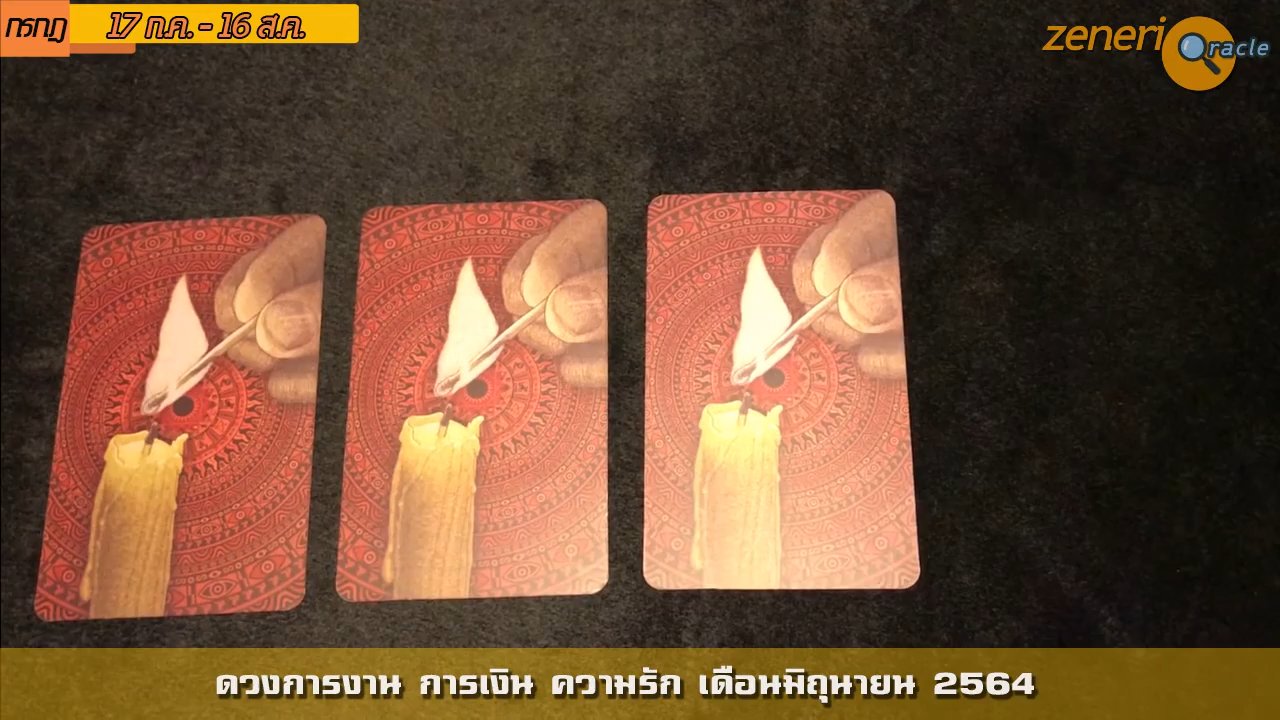 กรกฎ
17 ก.ค. - 16 ส.ค.
zeneri
racle
ดวงการงาน การเงิน ความรัก เดือนมิถุนายน 2564